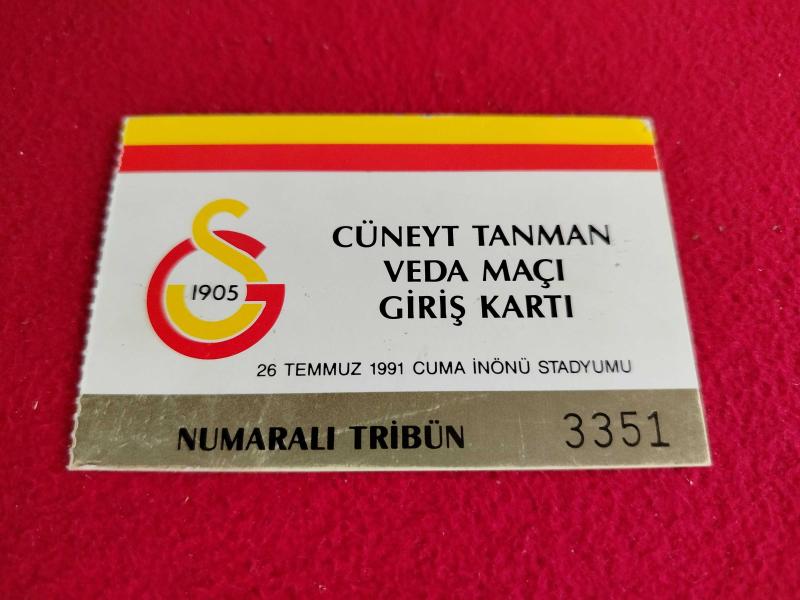 CÜNEYT TANMAN
VEDA MAÇI
GİRİŞ KARTI
1905
26 TEMMUZ 1991 CUMA İNÖNÜ STADYUMU
NUMARALI TRİBÜN 3351